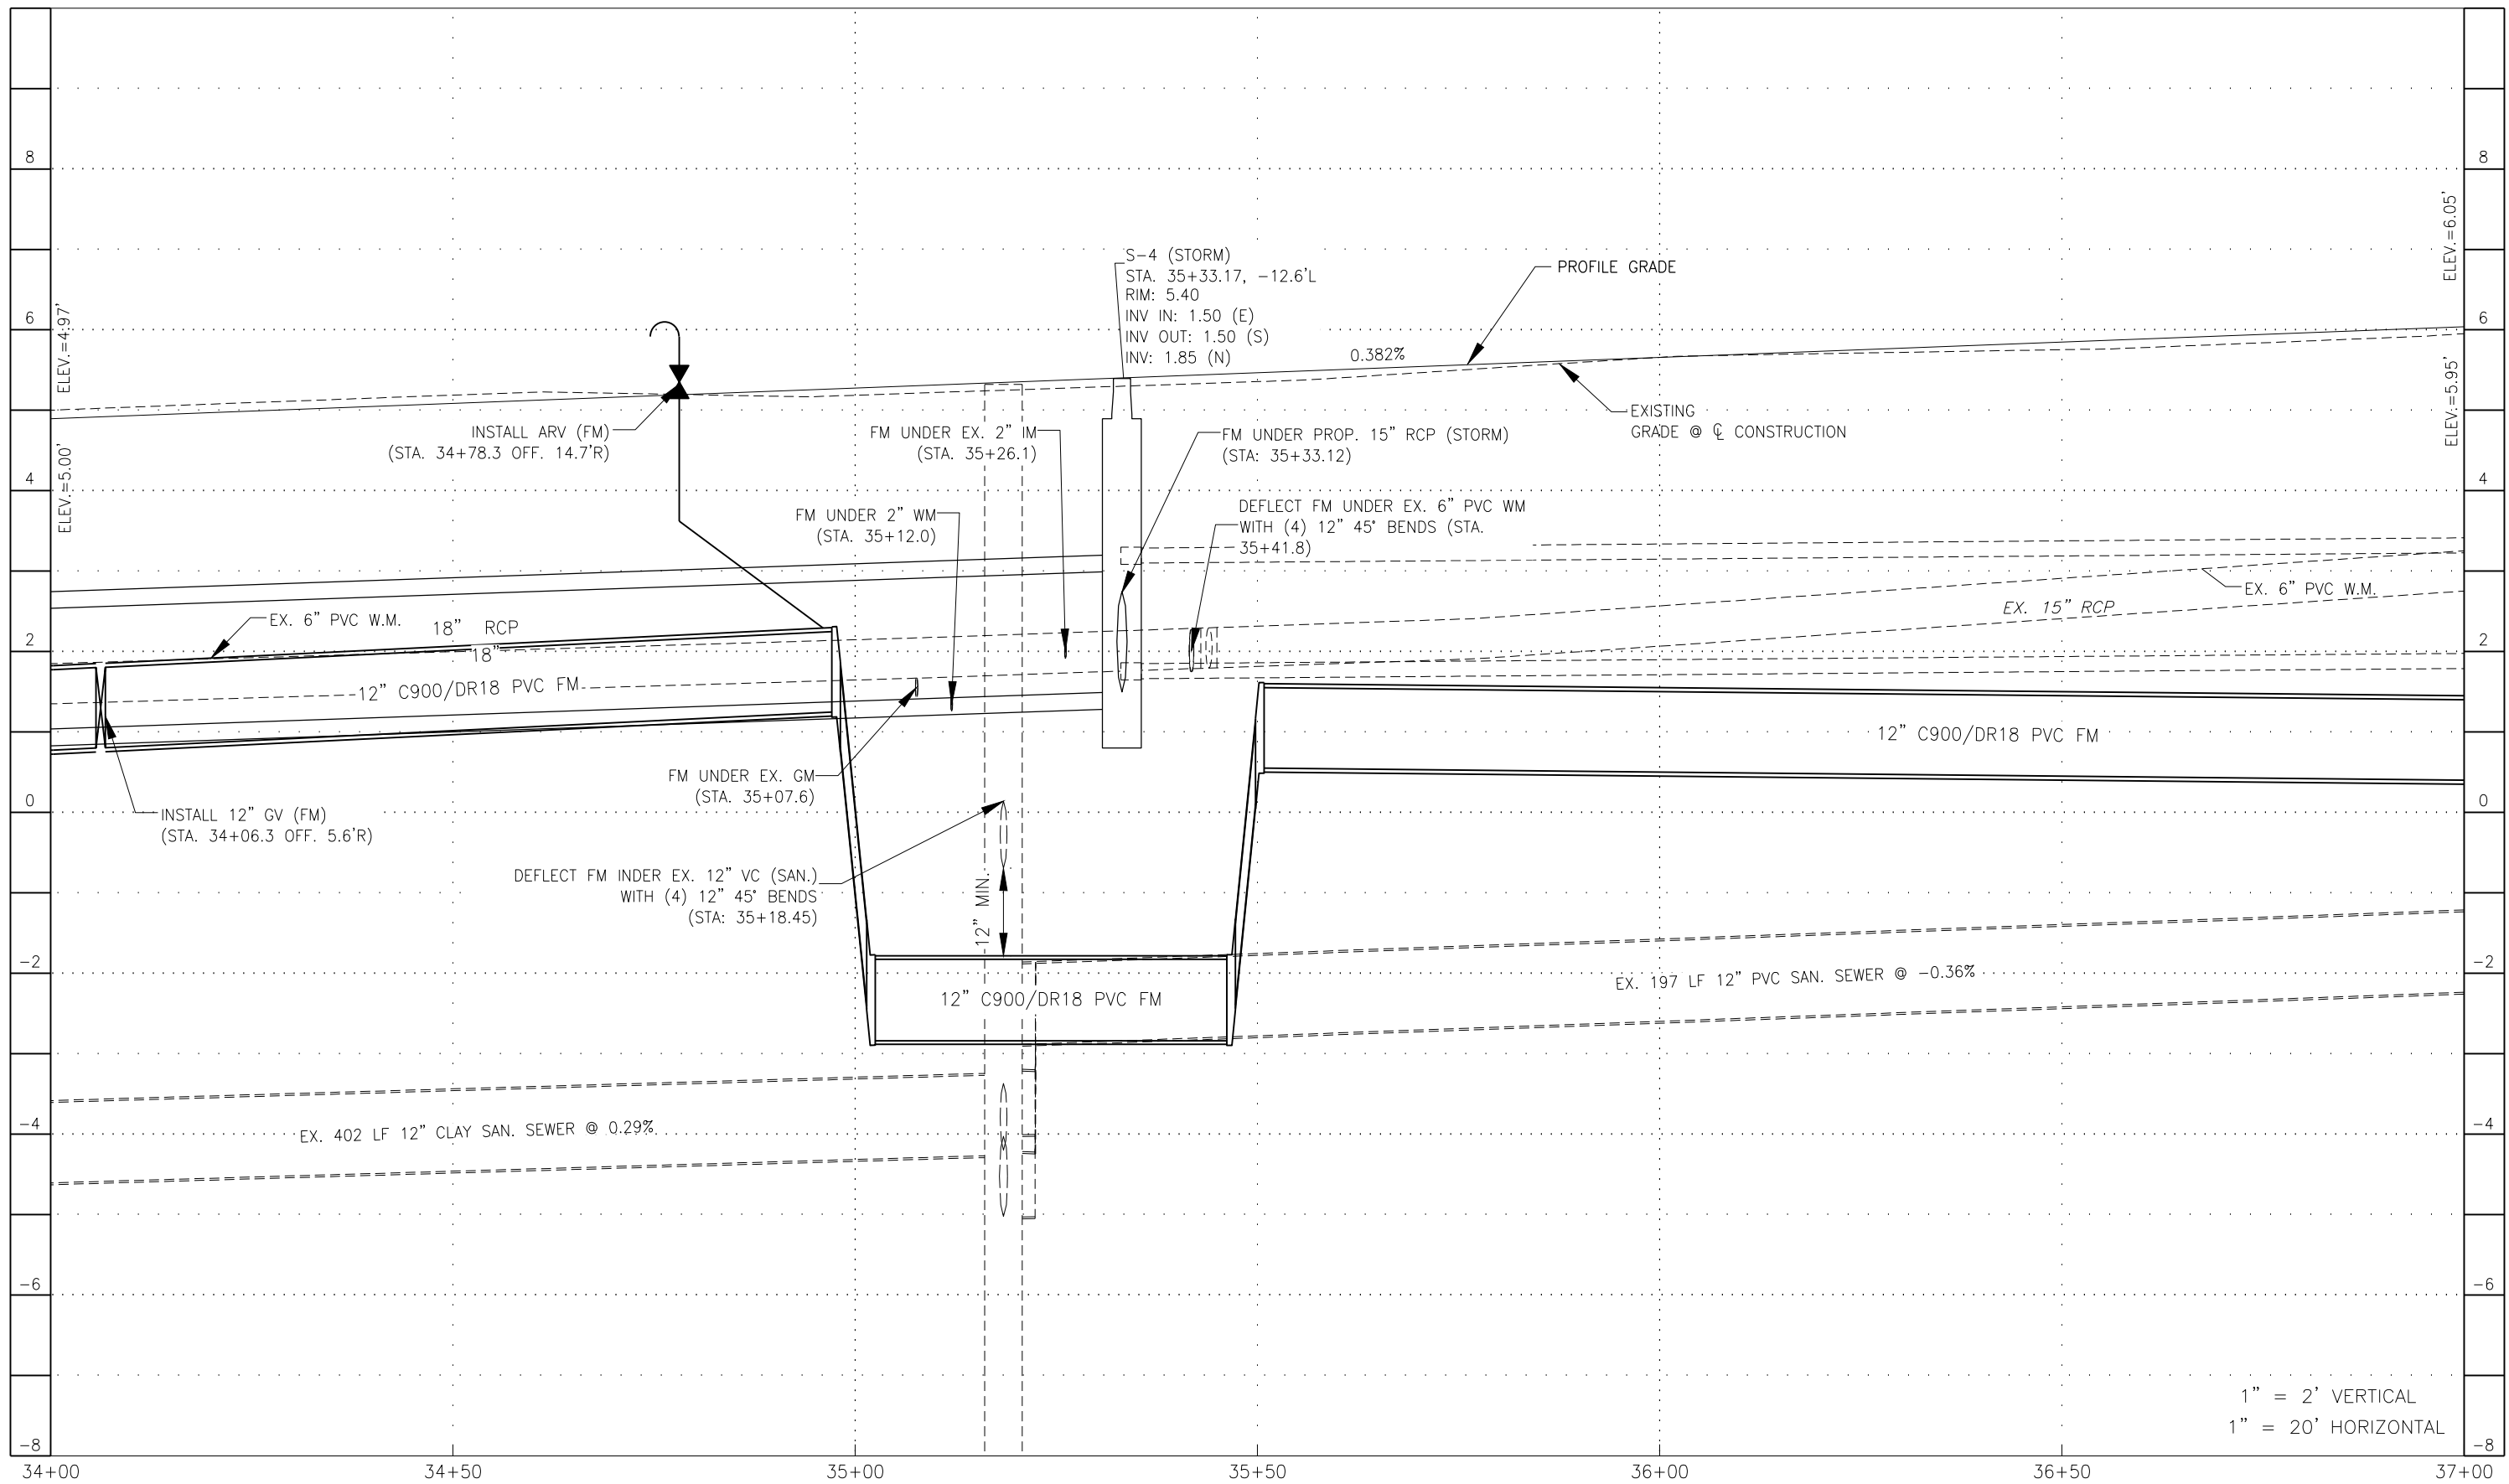 8
8
ELEV.=6.05'
S-4 (STORM)
STA. 35+33.17, -12.6'L
RIM: 5.40
INV IN: 1.50 (E)
INV OUT: 1.50 (S)
INV: 1.85 (N)
PROFILE GRADE
6
ELEV.=4.97'
6
0.382%
ELEV.=5.95'
EXISTING
GRADE @ ℄ CONSTRUCTION
INSTALL ARV (FM)
(STA. 34+78.3 OFF. 14.7'R)
FM UNDER EX. 2" IM
(STA. 35+26.1)
FM UNDER PROP. 15" RCP (STORM)
(STA: 35+33.12)
ELEV.=5.00'
4
4
FM UNDER 2" WM
(STA. 35+12.0)
DEFLECT FM UNDER EX. 6" PVC WM
WITH (4) 12" 45° BENDS (STA.
35+41.8)
EX. 6" PVC W.M.
EX. 15" RCP
EX. 6" PVC W.M.
18" RCP
18"
2
2
12" C900/DR18 PVC FM
12" C900/DR18 PVC FM
FM UNDER EX. GM
(STA. 35+07.6)
0
0
INSTALL 12" GV (FM)
(STA. 34+06.3 OFF. 5.6'R)
DEFLECT FM INDER EX. 12" VC (SAN.)
WITH (4) 12" 45° BENDS
(STA: 35+18.45)
12" MIN.
-2
-2
12" C900/DR18 PVC FM
EX. 197 LF 12" PVC SAN. SEWER @ -0.36%
-4
-4
EX. 402 LF 12" CLAY SAN. SEWER @ 0.29%
-6
-6
1" = 2' VERTICAL
1" = 20' HORIZONTAL
-8
-8
34+00
34+50
35+00
35+50
36+00
36+50
37+00